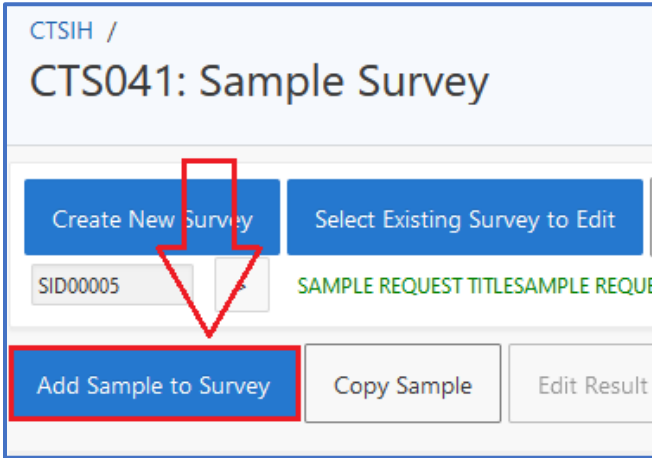 CTSIH /
CTS041: Sample Survey
Create New Survey Select Existing Survey to Edit
SID00005 > SAMPLE REQUEST TITLESAMPLE REQUE
Add Sample to Survey Copy Sample Edit Result